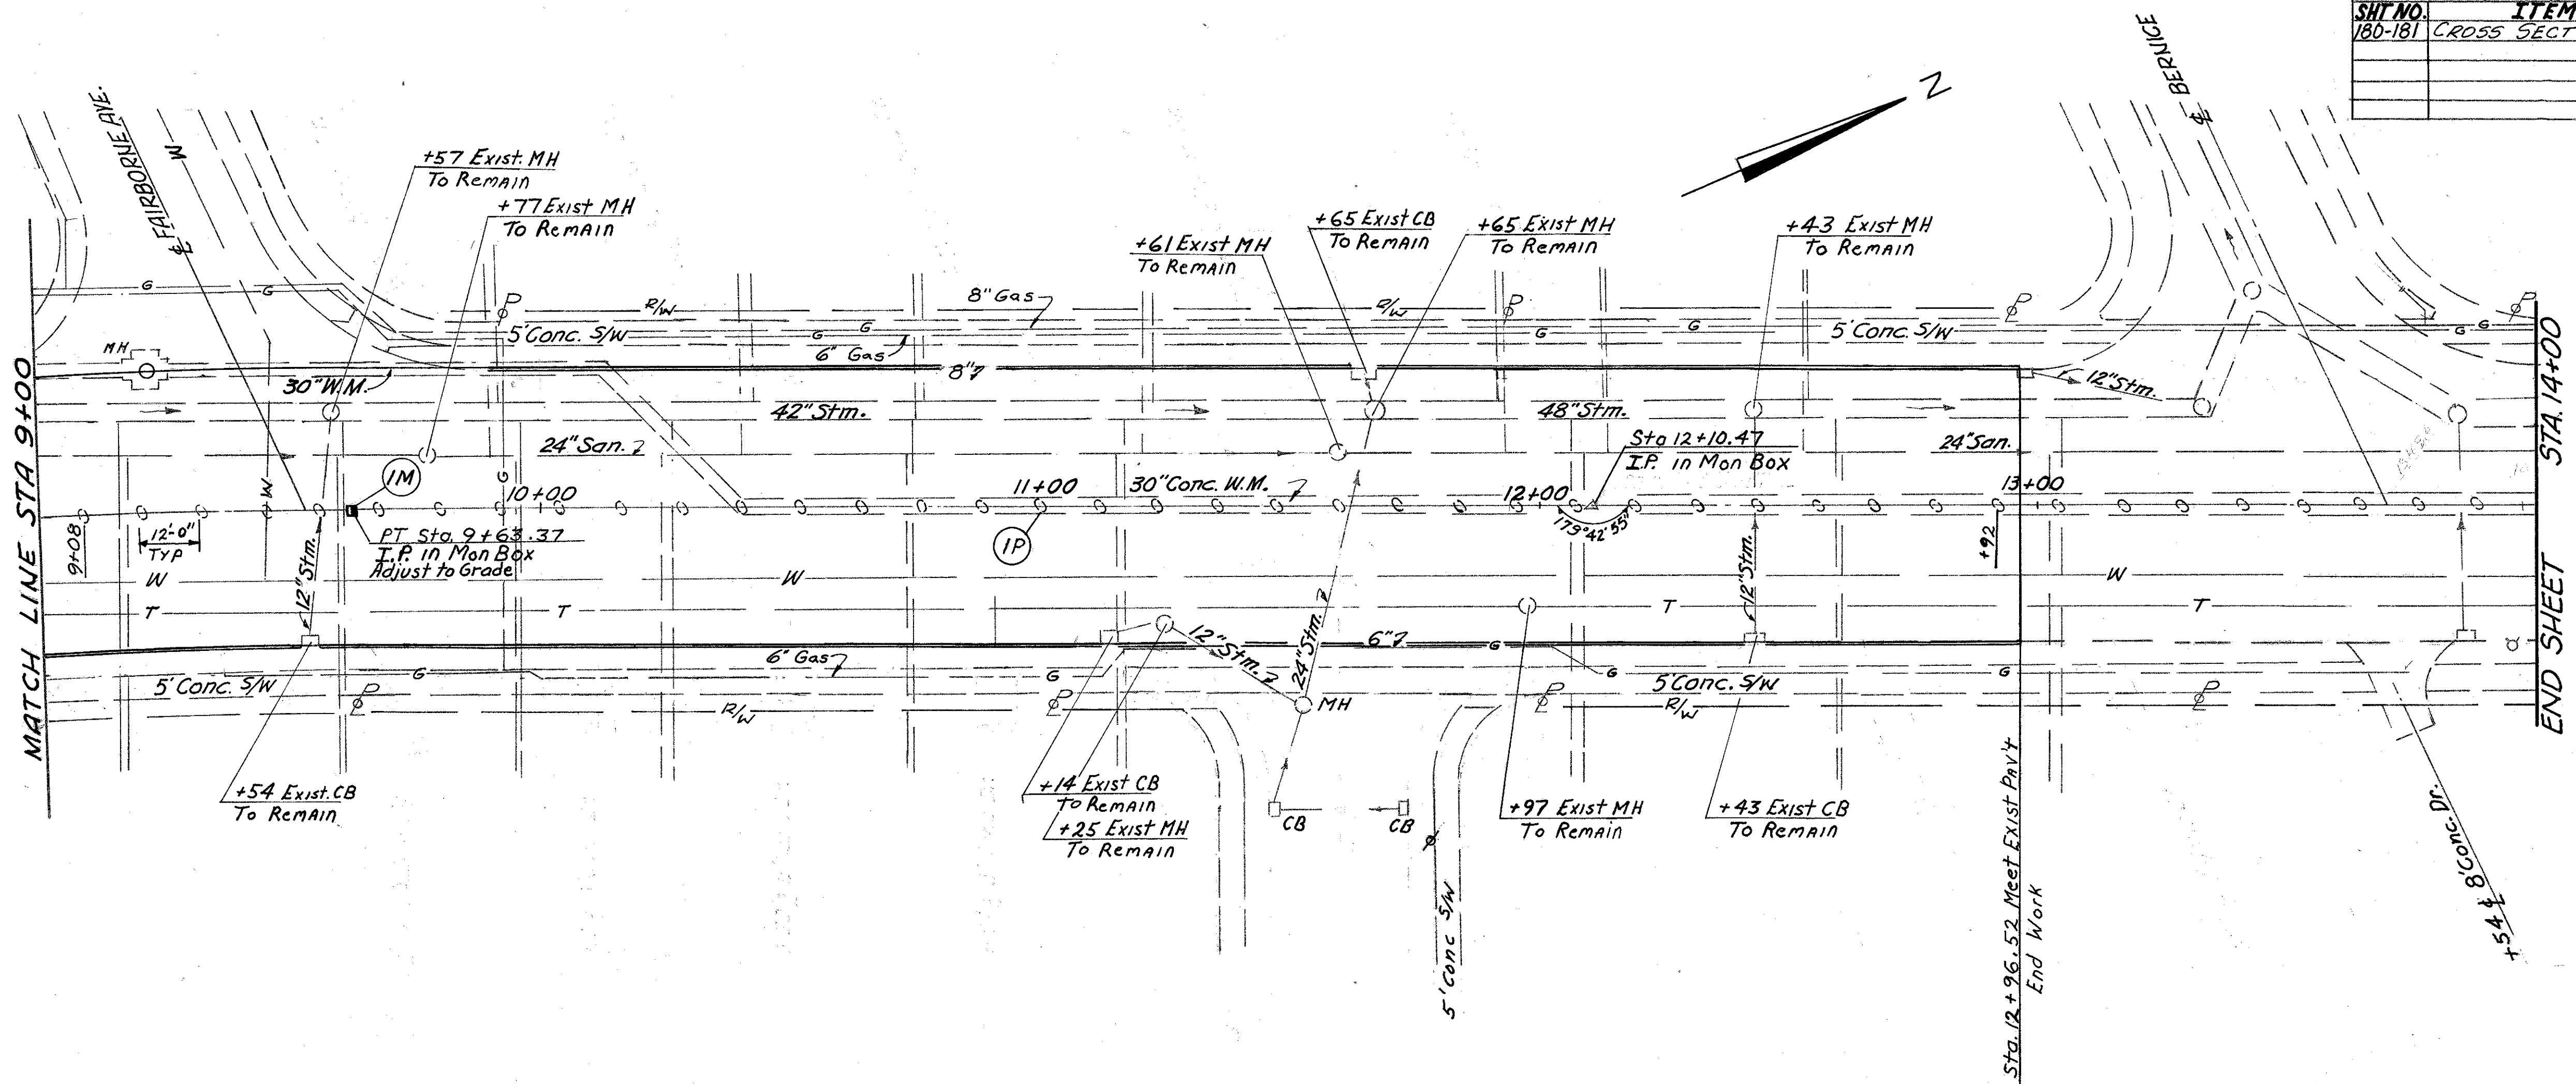 SHT NO. ITEM
180-181 CROSS SECT
℄ FAIRBORNE AVE.
W
℄ BERNICE
N
+57 Exist. MH
To Remain
+77 Exist MH
To Remain
+61 Exist MH
To Remain
+65 Exist CB
To Remain
+65 Exist MH
To Remain
+43 Exist MH
To Remain
G
G
P
R/W
8" Gas
R/W
P
P
P
5' Conc. S/W
G
G
6" Gas
G
G
5' Conc. S/W
G
G
MH
30" W.M.
8"
12" Stm.
42" Stm.
48" Stm.
24" San.
24" San.
Sta 12+10.47
I.P. in Mon Box
MATCH LINE STA 9+00
END SHEET STA. 14+00
W
1M
G
10+00
11+00
30" Conc. W.M.
12+00
13+00
9+08
12'-0"
TYP
PT Sta. 9+63.37
I.P. in Mon Box
Adjust to Grade
1P
179°42'55"
+92
12" Stm.
12" Stm.
W
W
W
T
T
T
T
12" Stm.
24" Stm.
6"
G
6" Gas
G
G
G
G
5' Conc. S/W
5' Conc. S/W
P
R/W
P
MH
P
R/W
P
+54 Exist. CB
To Remain
+14 Exist CB
To Remain
+25 Exist MH
To Remain
CB
CB
+97 Exist MH
To Remain
+43 Exist CB
To Remain
5' Conc S/W
Sta. 12+96.52 Meet Exist Pav't
End Work
+54 ℄ 8' Conc. Dr.